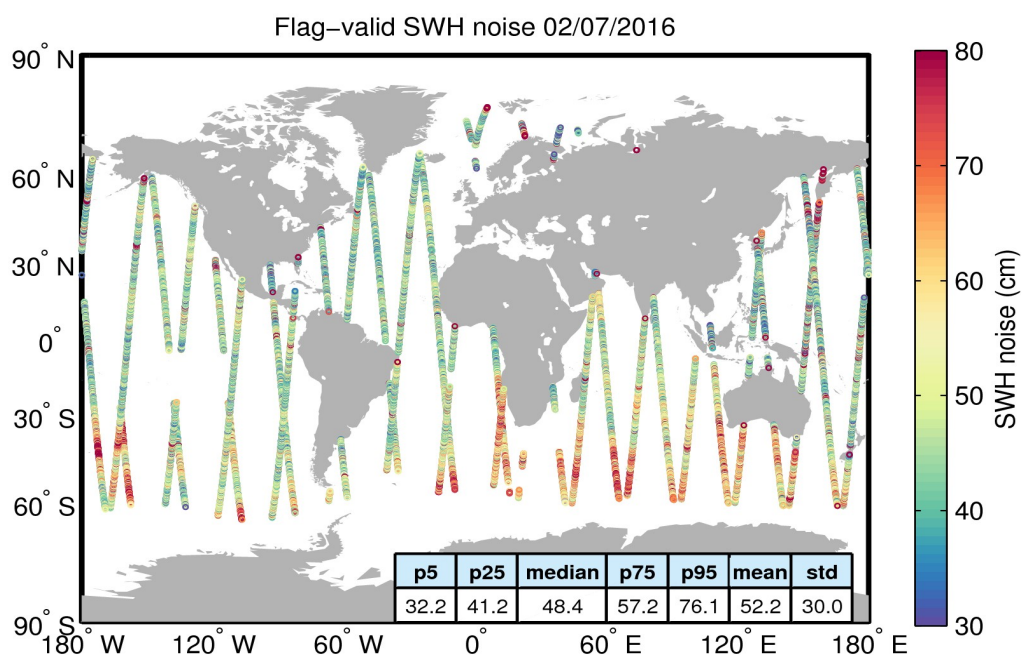 Flag−valid SWH noise 02/07/2016
90° N
60° N
30° N
0°
30° S
60° S
90° S
180° W
120° W
60° W
0°
60° E
120° E
180° E
80
70
60
50
40
30
SWH noise (cm)
p5 p25 median p75 p95 mean std
32.2 41.2 48.4 57.2 76.1 52.2 30.0